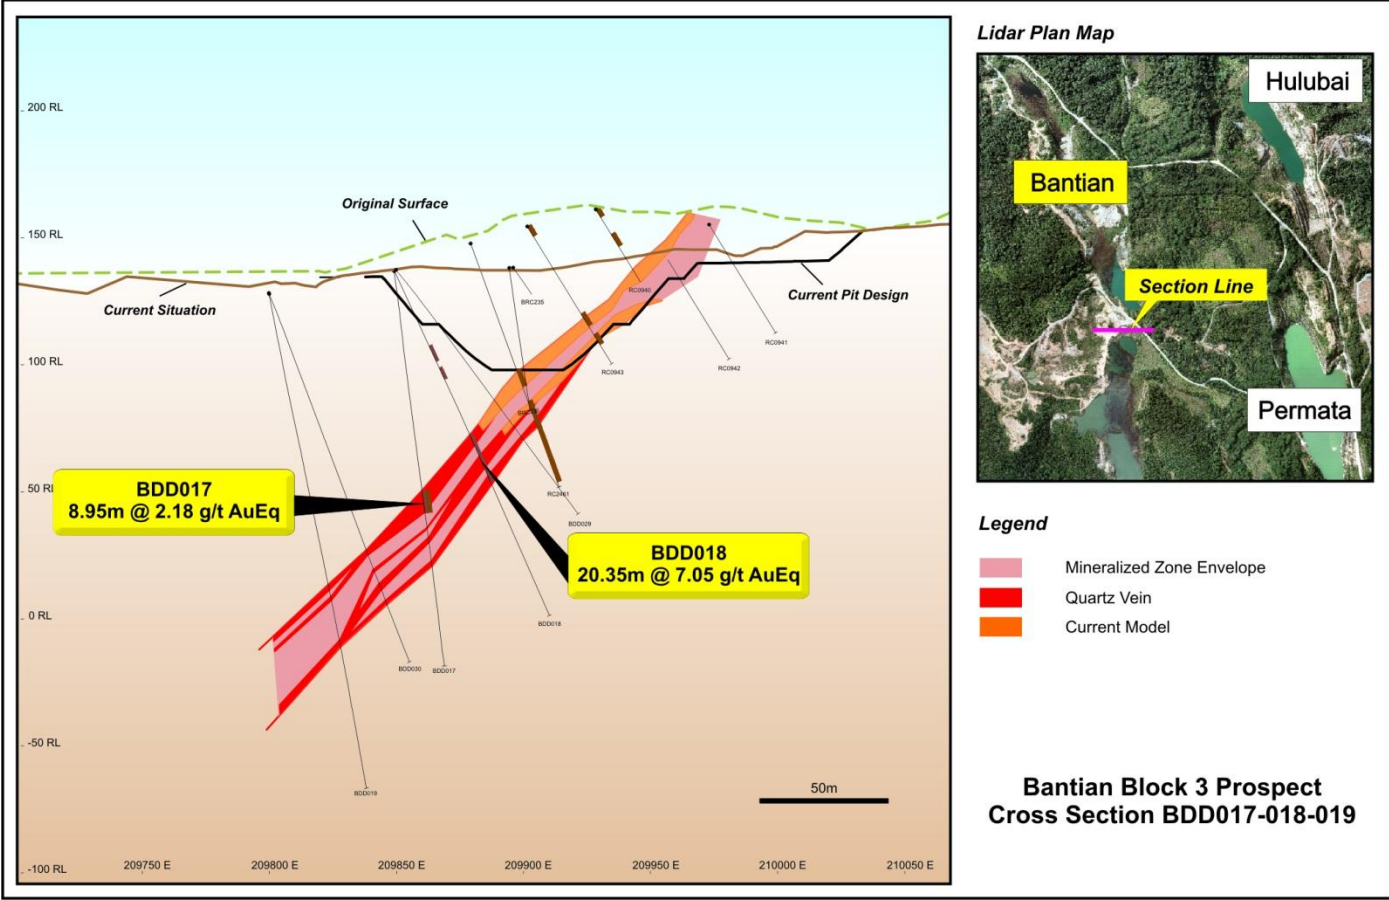 200 RL
150 RL
100 RL
50 RL
0 RL
-50 RL
-100 RL
209750 E
209800 E
209850 E
209900 E
209950 E
210000 E
210050 E
Original Surface
Current Situation
Current Pit Design
BRC235
RC0940
RC0941
RC0942
RC0943
RC2461
BDD029
BDD018
BDD030
BDD017
BDD019
BDD017
8.95m @ 2.18 g/t AuEq
BDD018
20.35m @ 7.05 g/t AuEq
50m
Lidar Plan Map
Hulubai
Bantian
Section Line
Permata
Legend
Mineralized Zone Envelope
Quartz Vein
Current Model
Bantian Block 3 Prospect
Cross Section BDD017-018-019